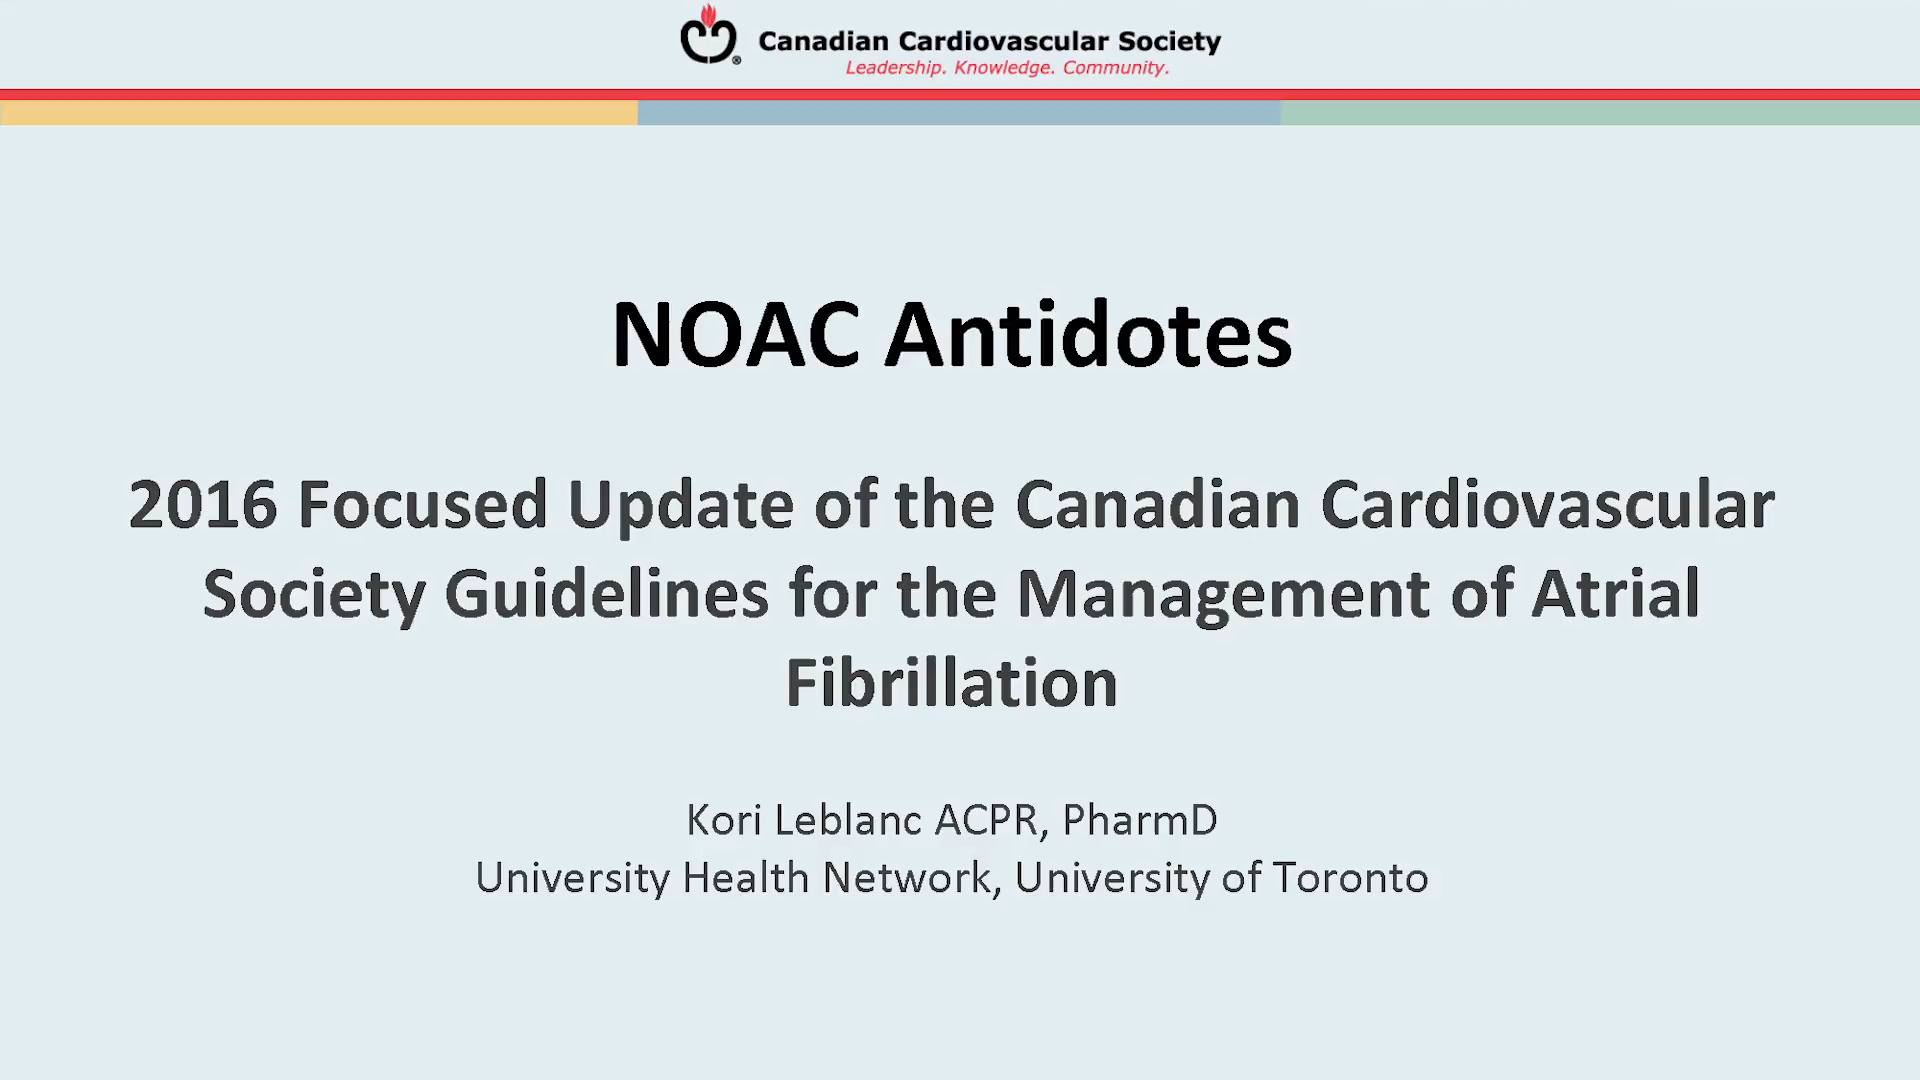 Canadian Cardiovascular Society
Leadership. Knowledge. Community.
NOAC Antidotes
2016 Focused Update of the Canadian Cardiovascular
Society Guidelines for the Management of Atrial
Fibrillation
Kori Leblanc ACPR, PharmD
University Health Network, University of Toronto